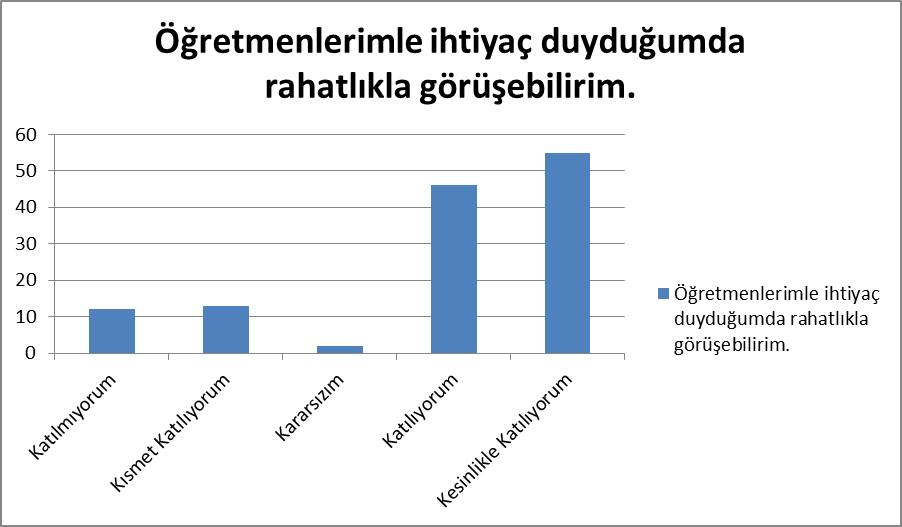 Öğretmenlerimle ihtiyaç duyduğumda
rahatlıkla görüşebilirim.
60
50
40
30
20
10
0
Katılmıyorum
Kısmet Katılıyorum
Kararsızım
Katılıyorum
Kesinlikle Katılıyorum
Öğretmenlerimle ihtiyaç
duyduğumda rahatlıkla
görüşebilirim.